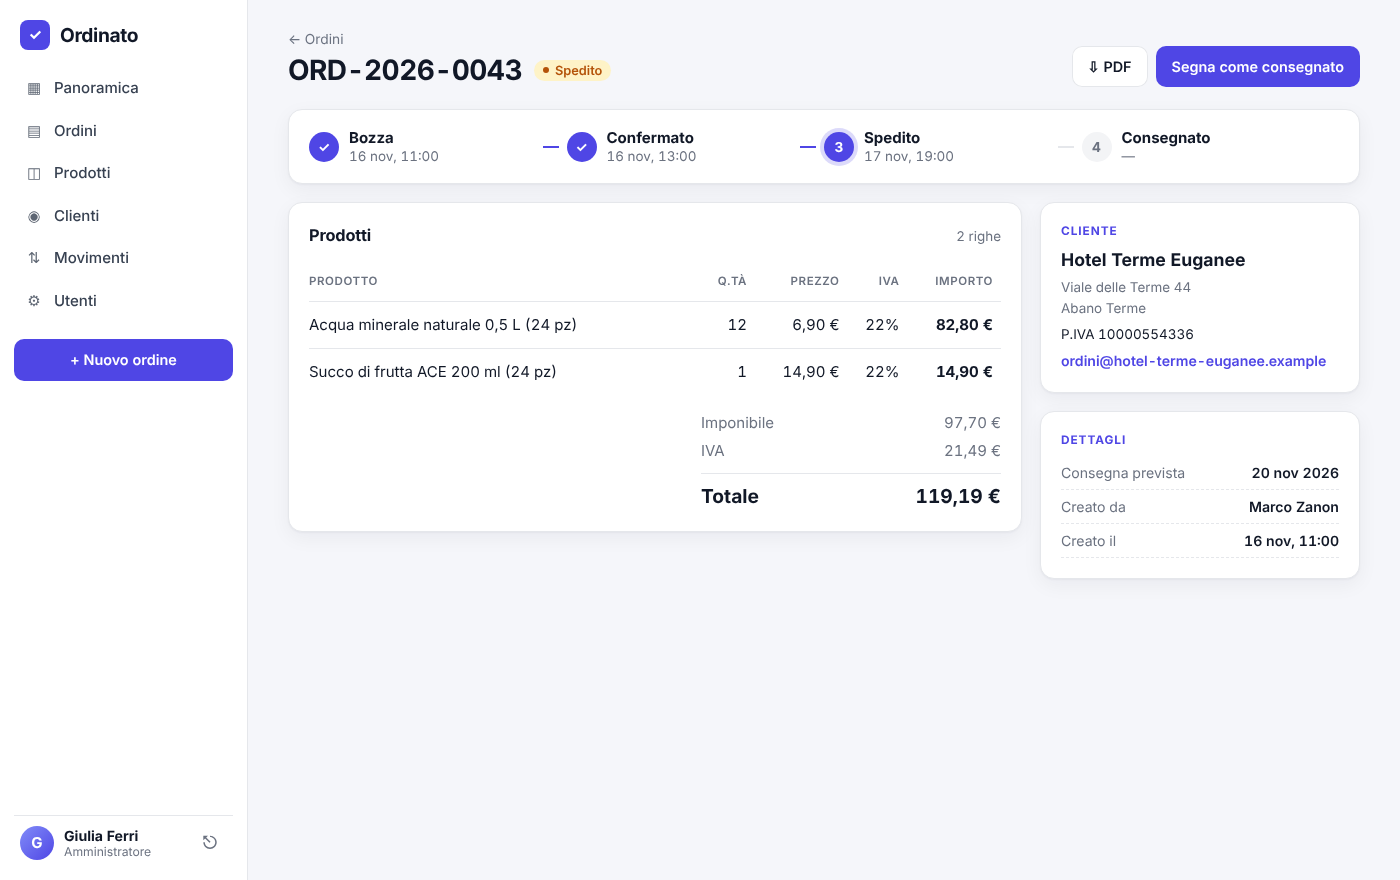 Ordinato
Panoramica
Ordini
Prodotti
Clienti
Movimenti
Utenti
+ Nuovo ordine
Giulia Ferri
Amministratore
G
← Ordini
ORD-2026-0043
Spedito
⇩ PDF
Segna come consegnato
Bozza
16 nov, 11:00
Confermato
16 nov, 13:00
3
Spedito
17 nov, 19:00
4
Consegnato
—
Prodotti
2 righe
PRODOTTO Q.TÀ PREZZO IVA IMPORTO
Acqua minerale naturale 0,5 L (24 pz) 12 6,90 € 22% 82,80 €
Succo di frutta ACE 200 ml (24 pz) 1 14,90 € 22% 14,90 €
Imponibile 97,70 €
IVA 21,49 €
Totale 119,19 €
CLIENTE
Hotel Terme Euganee
Viale delle Terme 44
Abano Terme
P.IVA 10000554336
ordini@hotel-terme-euganee.example
DETTAGLI
Consegna prevista 20 nov 2026
Creato da Marco Zanon
Creato il 16 nov, 11:00